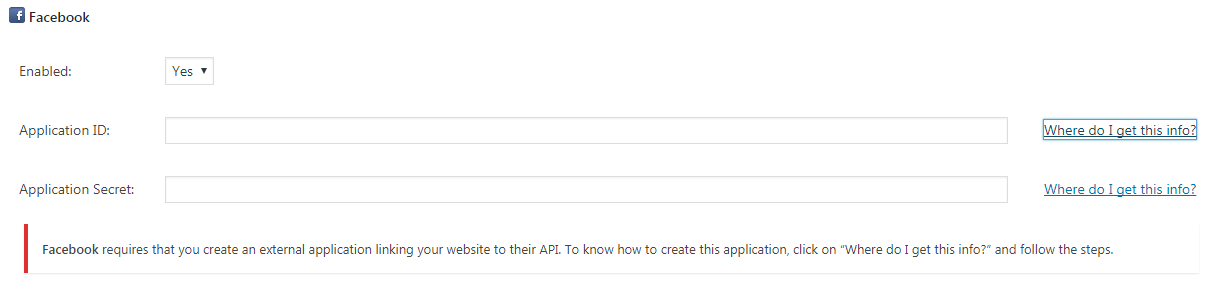 Facebook
Enabled: Yes
Application ID: Where do I get this info?
Application Secret: Where do I get this info?
Facebook requires that you create an external application linking your website to their API. To know how to create this application, click on “Where do I get this info?” and follow the steps.